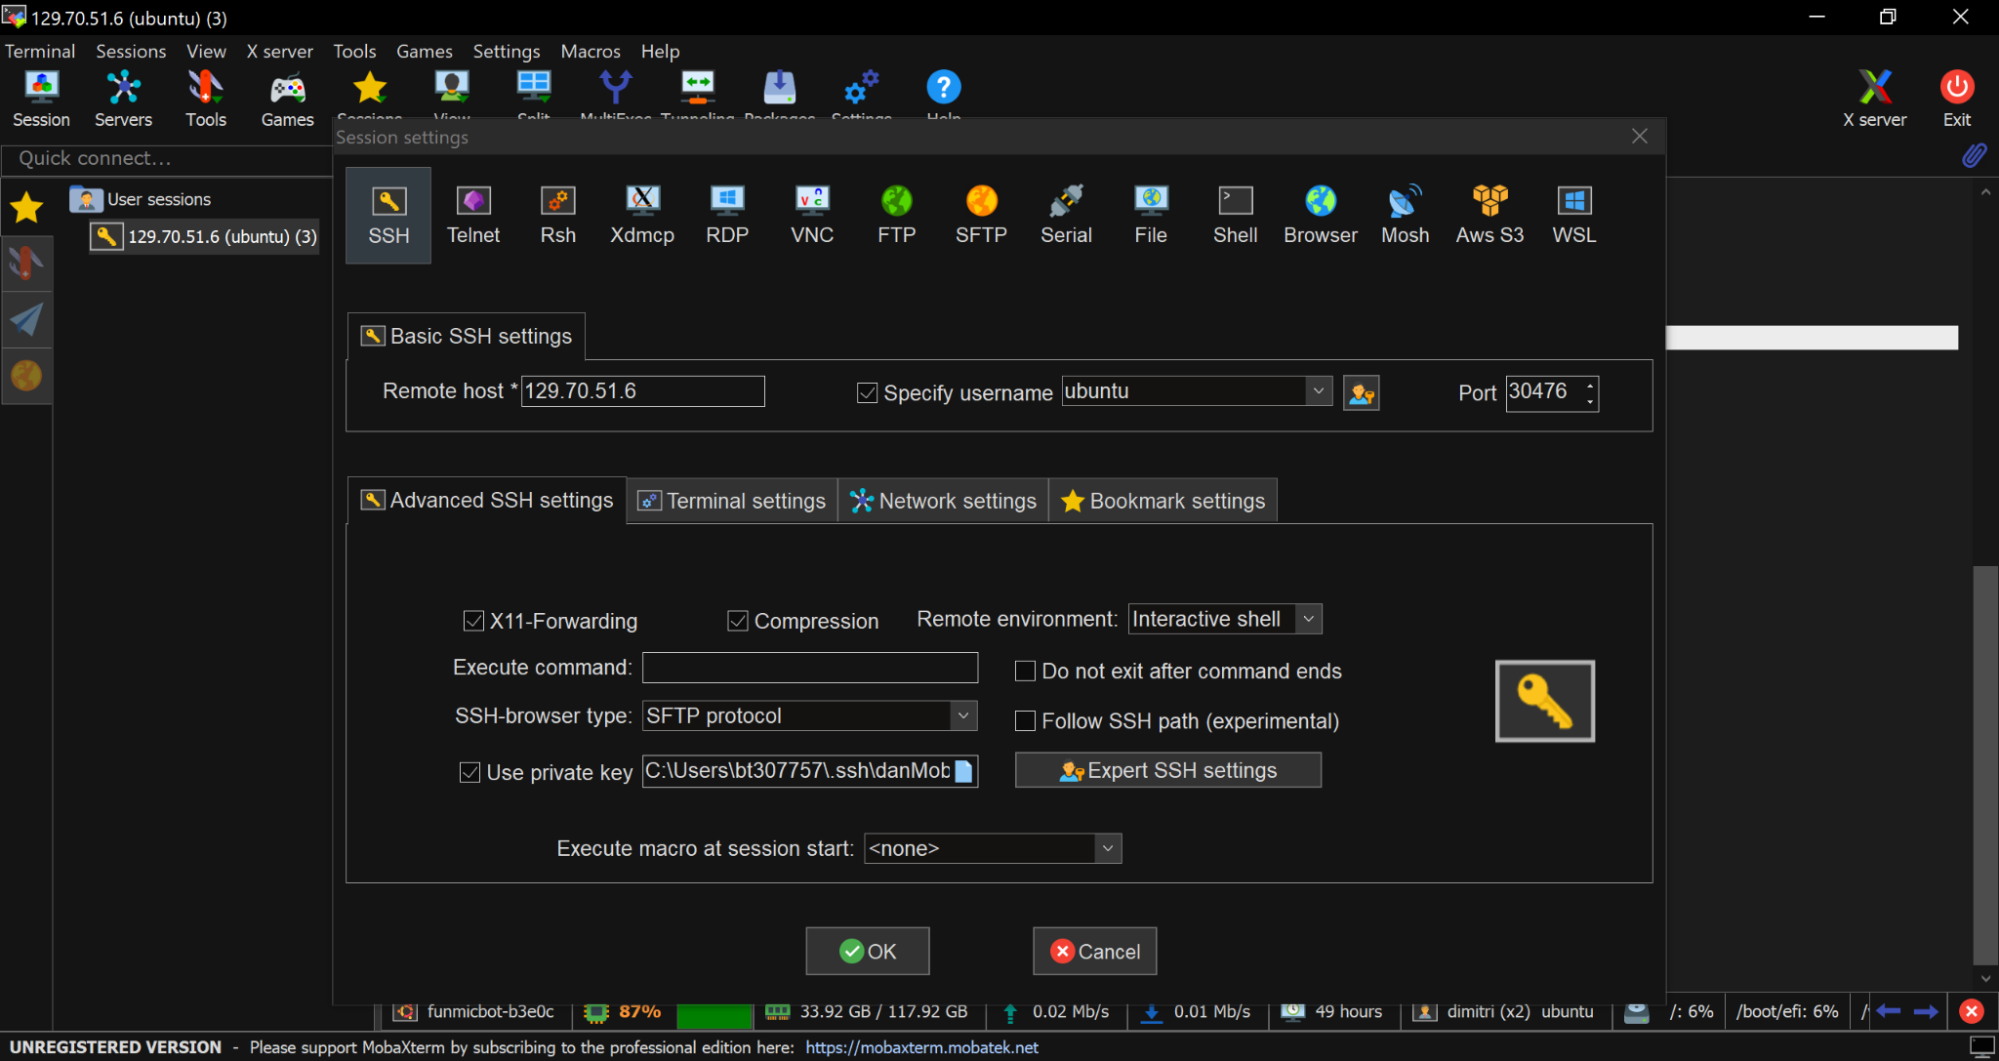 129.70.51.6 (ubuntu) (3)
Terminal Sessions View X server Tools Games Settings Macros Help
Session Servers Tools Games Sessions View Split MultiExec Tunneling Packages Settings Help X server Exit
Session settings
Quick connect...
User sessions
129.70.51.6 (ubuntu) (3)
SSH Telnet Rsh Xdmcp RDP VNC FTP SFTP Serial File Shell Browser Mosh Aws S3 WSL
Basic SSH settings
Remote host * 129.70.51.6 Specify username ubuntu Port 30476
Advanced SSH settings Terminal settings Network settings Bookmark settings
X11-Forwarding Compression Remote environment: Interactive shell
Execute command: Do not exit after command ends
SSH-browser type: SFTP protocol Follow SSH path (experimental)
Use private key C:\Users\bt307757\.ssh\danMob Expert SSH settings
Execute macro at session start: <none>
OK Cancel
funmicbot-b3e0c 87% 33.92 GB / 117.92 GB 0.02 Mb/s 0.01 Mb/s 49 hours dimitri (x2) ubuntu /: 6% /boot/efi: 6% /
UNREGISTERED VERSION - Please support MobaXterm by subscribing to the professional edition here: https://mobaxterm.mobatek.net